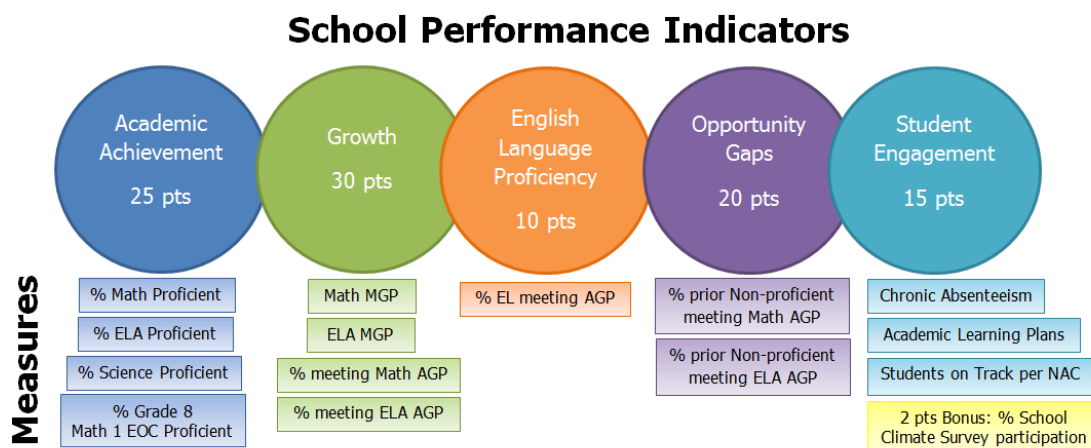 School Performance Indicators
Academic
Achievement
25 pts
Growth
30 pts
English
Language
Proficiency
10 pts
Opportunity
Gaps
20 pts
Student
Engagement
15 pts
Measures
% Math Proficient
% ELA Proficient
% Science Proficient
% Grade 8
Math 1 EOC Proficient
Math MGP
ELA MGP
% meeting Math AGP
% meeting ELA AGP
% EL meeting AGP
% prior Non-proficient
meeting Math AGP
% prior Non-proficient
meeting ELA AGP
Chronic Absenteeism
Academic Learning Plans
Students on Track per NAC
2 pts Bonus: % School
Climate Survey participation